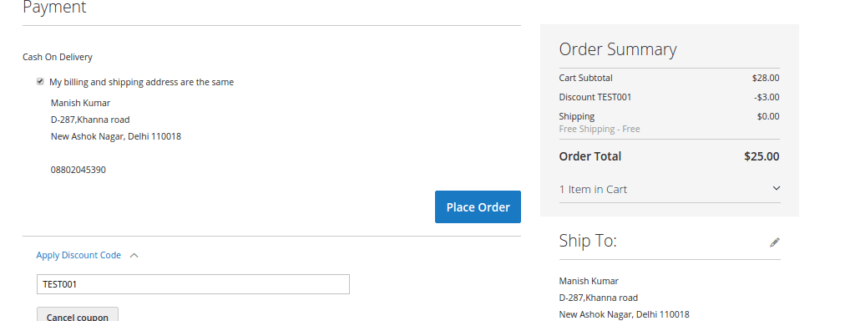 Payment
Cash On Delivery
My billing and shipping address are the same
Manish Kumar
D-287,Khanna road
New Ashok Nagar, Delhi 110018
08802045390
Place Order
Apply Discount Code
TEST001
Cancel coupon
Order Summary
Cart Subtotal $28.00
Discount TEST001 -$3.00
Shipping $0.00
Free Shipping - Free
Order Total $25.00
1 Item in Cart
Ship To:
Manish Kumar
D-287,Khanna road
New Ashok Nagar, Delhi 110018